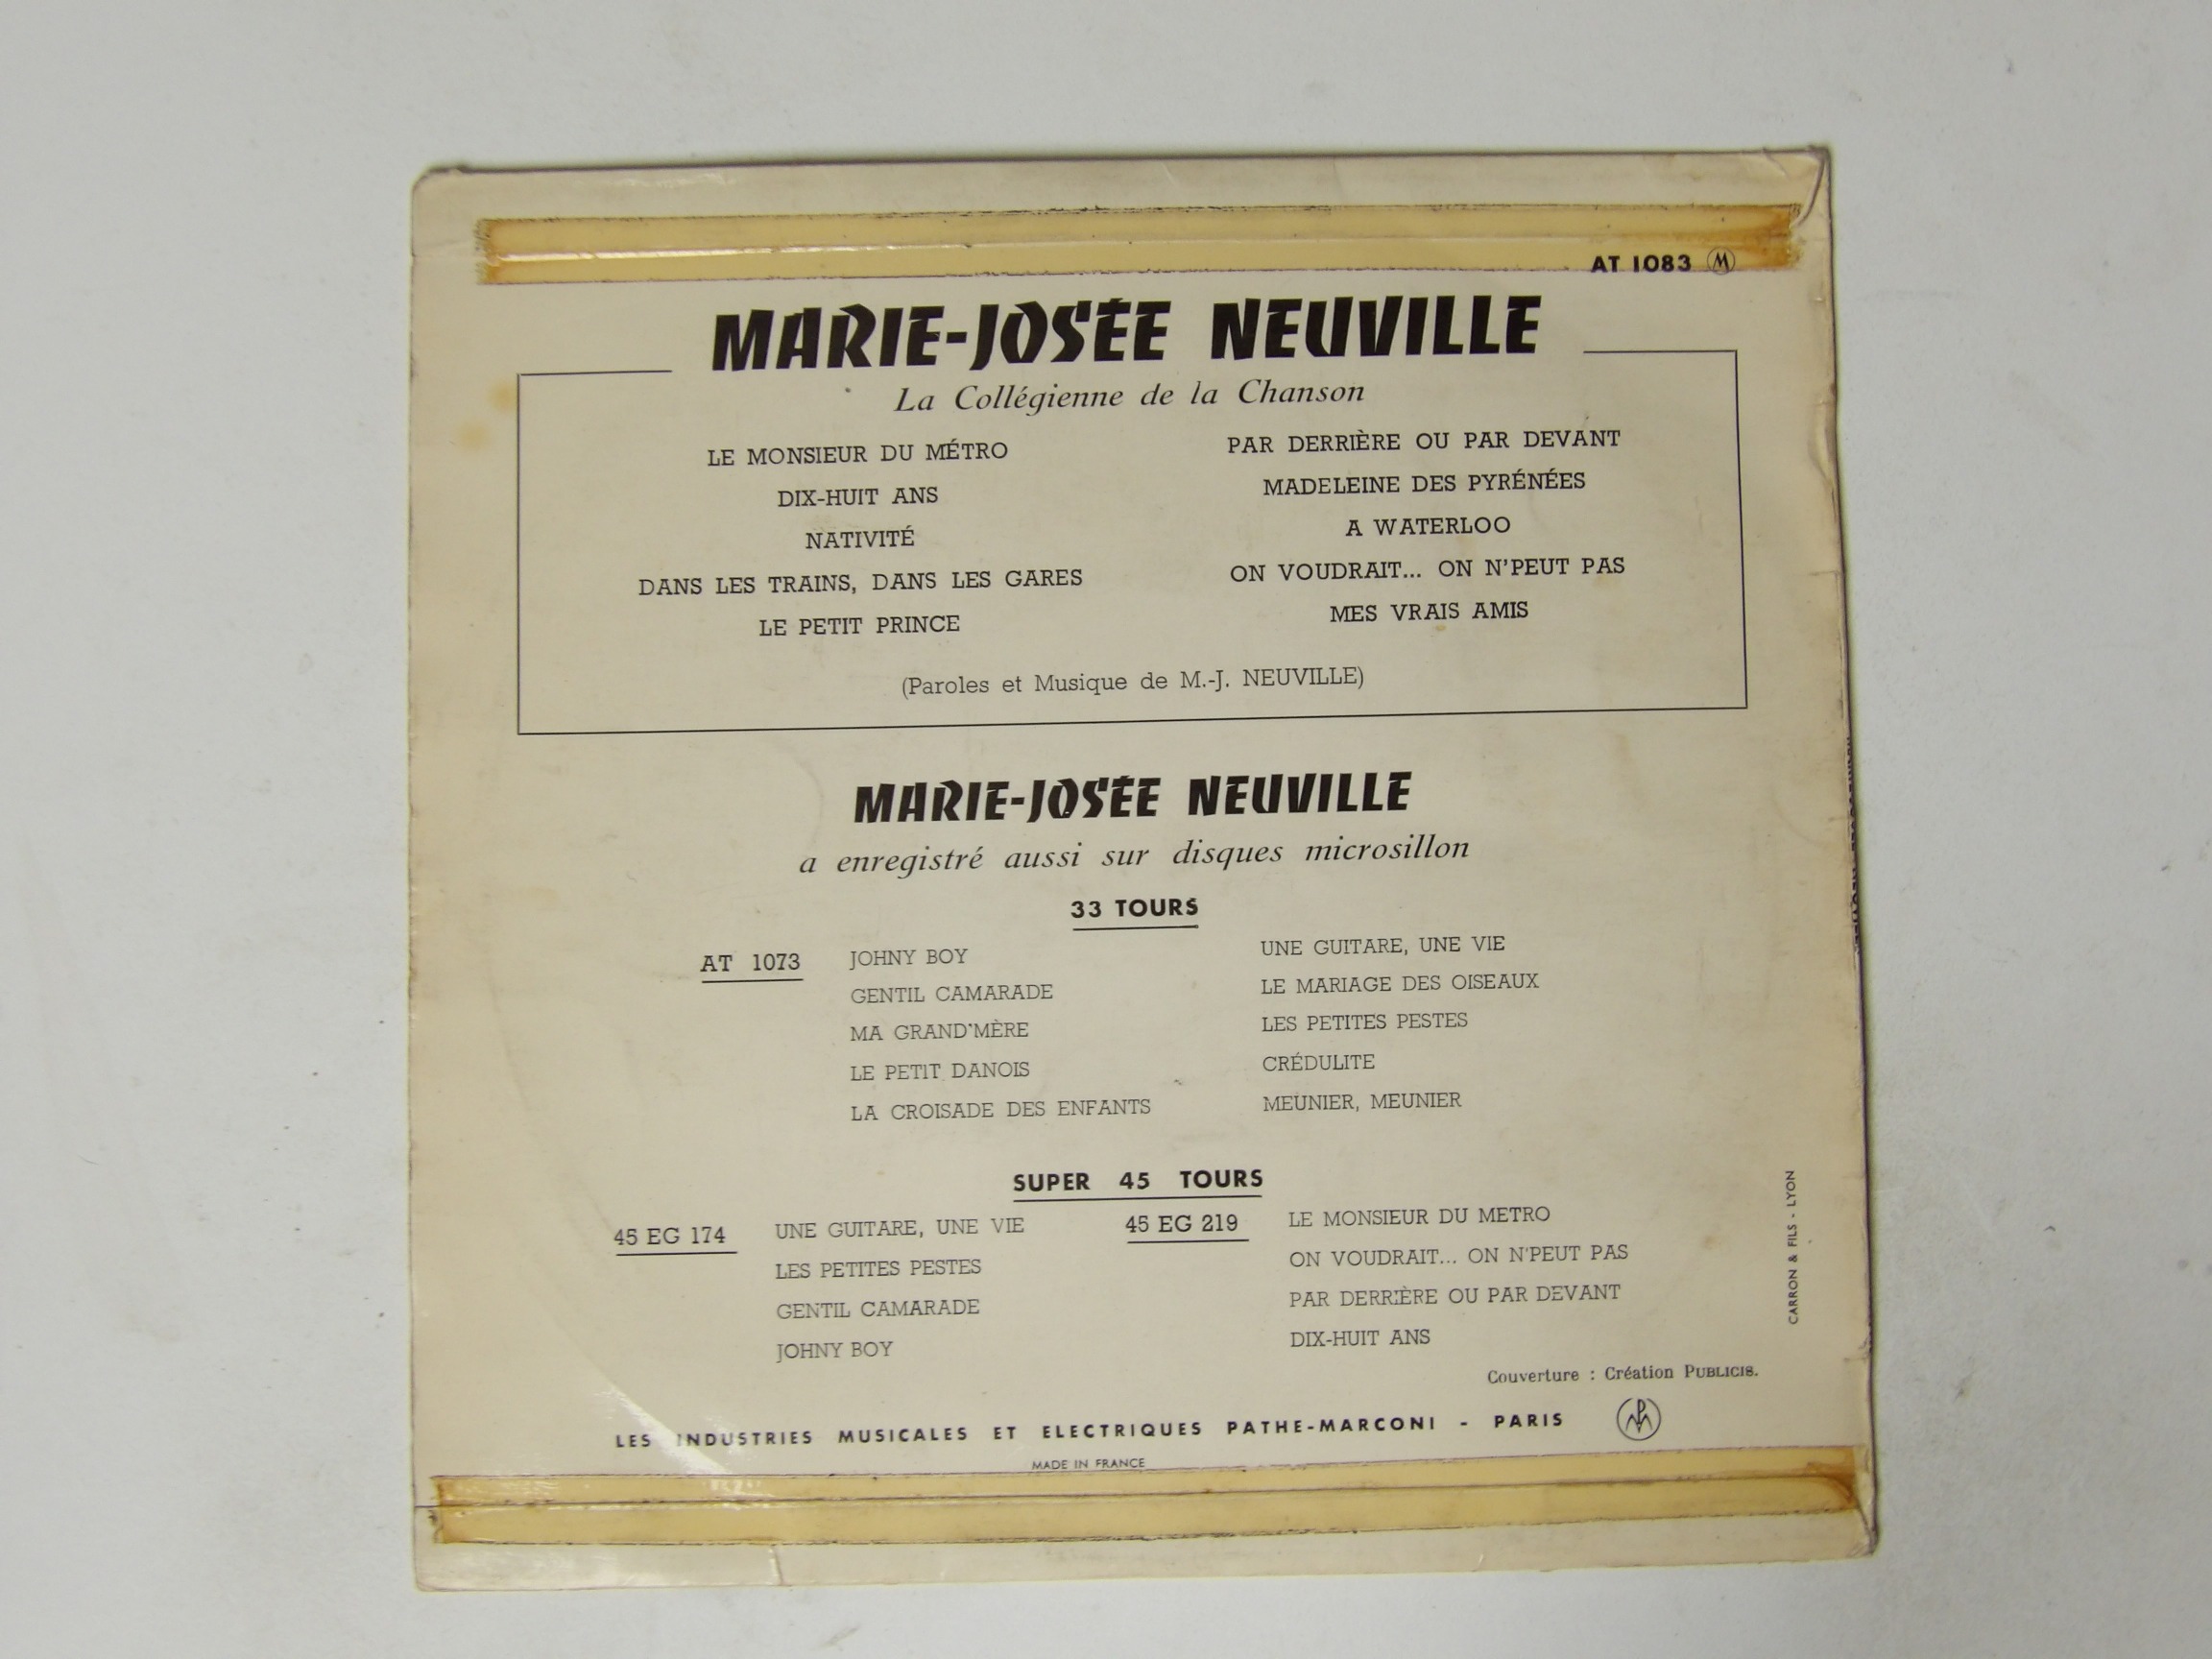 AT 1083 M
MARIE-JOSÉE NEUVILLE
La Collégienne de la Chanson
LE MONSIEUR DU MÉTRO
DIX-HUIT ANS
NATIVITÉ
DANS LES TRAINS, DANS LES GARES
LE PETIT PRINCE
PAR DERRIÈRE OU PAR DEVANT
MADELEINE DES PYRÉNÉES
A WATERLOO
ON VOUDRAIT... ON N'PEUT PAS
MES VRAIS AMIS
(Paroles et Musique de M.-J. NEUVILLE)
MARIE-JOSÉE NEUVILLE
a enregistré aussi sur disques microsillon
33 TOURS
AT 1073
JOHNY BOY
GENTIL CAMARADE
MA GRAND'MÈRE
LE PETIT DANOIS
LA CROISADE DES ENFANTS
UNE GUITARE, UNE VIE
LE MARIAGE DES OISEAUX
LES PETITES PESTES
CRÉDULITE
MEUNIER, MEUNIER
SUPER 45 TOURS
45 EG 174
UNE GUITARE, UNE VIE
LES PETITES PESTES
GENTIL CAMARADE
JOHNY BOY
45 EG 219
LE MONSIEUR DU METRO
ON VOUDRAIT... ON N'PEUT PAS
PAR DERRIÈRE OU PAR DEVANT
DIX-HUIT ANS
CARRON & FILS - LYON
Couverture : Création PUBLICIS.
LES INDUSTRIES MUSICALES ET ELECTRIQUES PATHE-MARCONI - PARIS
MADE IN FRANCE